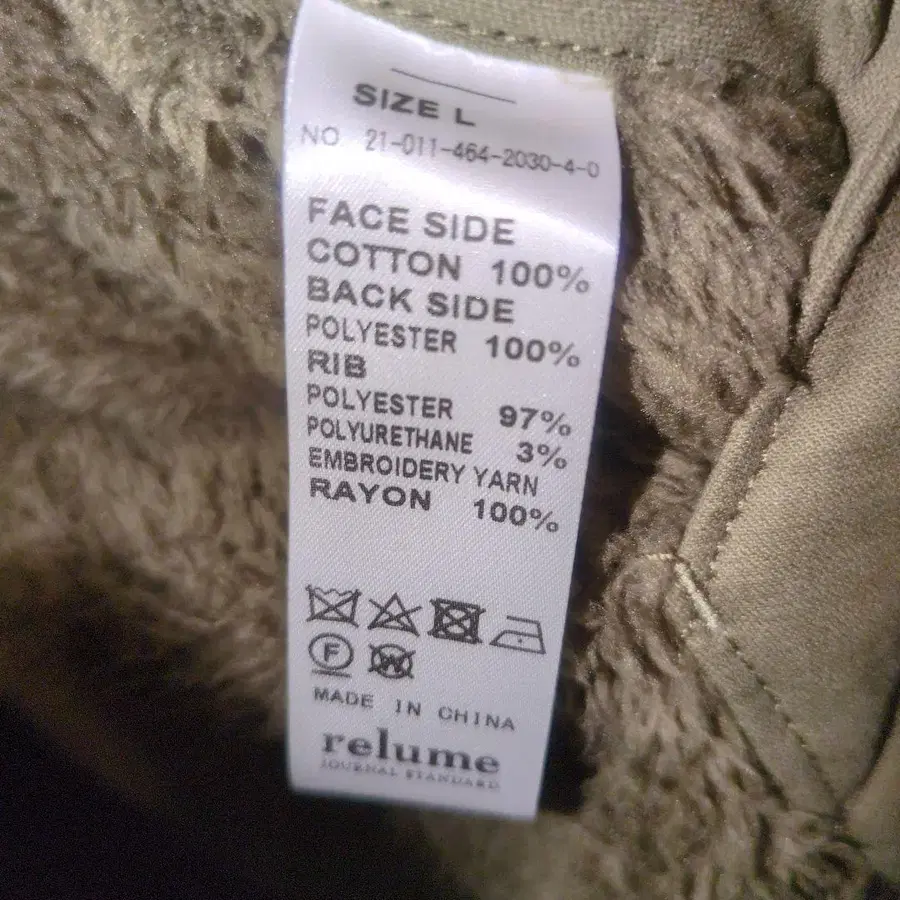 SIZE L
NO 21-011-464-2030-4-0
FACE SIDE
COTTON 100%
BACK SIDE
POLYESTER 100%
RIB
POLYESTER 97%
POLYURETHANE 3%
EMBROIDERY YARN
RAYON 100%
F W
MADE IN CHINA
relume
JOURNAL STANDARD